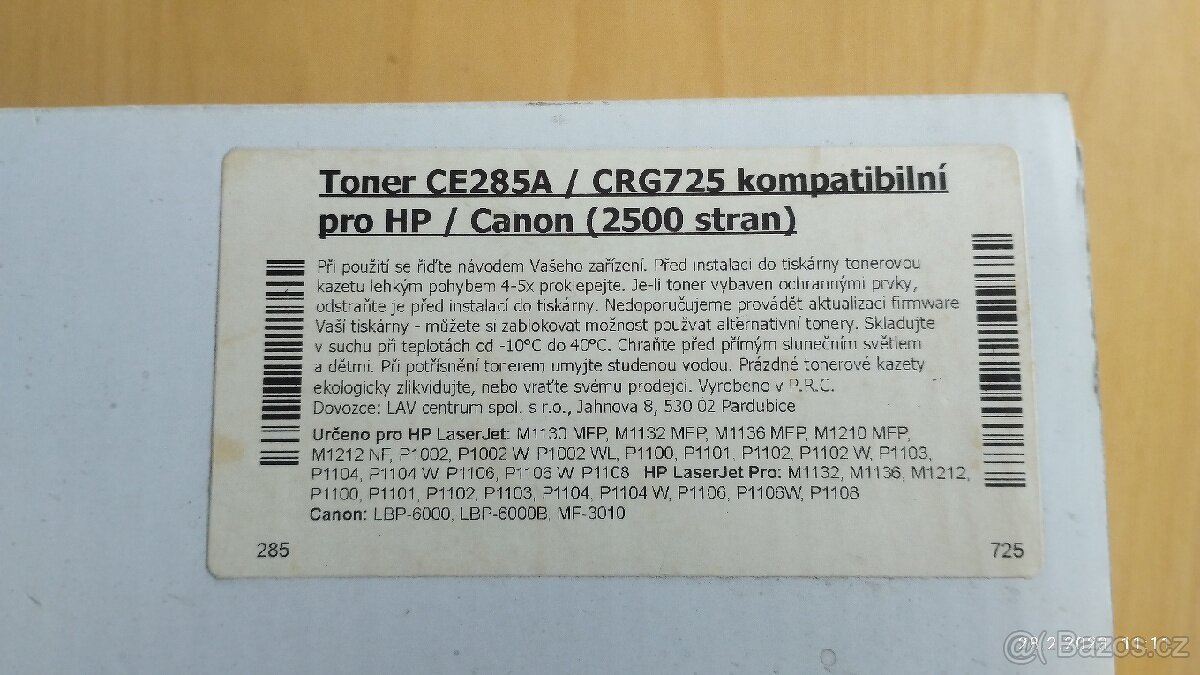 Toner CE285A / CRG725 kompatibilní
pro HP / Canon (2500 stran)
Při použití se řiďte návodem Vašeho zařízení. Před instalací do tiskárny tonerovou
kazetu lehkým pohybem 4-5x proklepejte. Je-li toner vybaven ochrannými prvky,
odstraňte je před instalací do tiskárny. Nedoporučujeme provádět aktualizaci firmware
Vaší tiskárny - můžete si zablokovat možnost používat alternativní tonery. Skladujte
v suchu při teplotách od -10°C do 40°C. Chraňte před přímým slunečním světlem
a dětmi. Při potřísnění tonerem umyjte studenou vodou. Prázdné tonerové kazety
ekologicky zlikvidujte, nebo vraťte svému prodejci. Vyrobeno v P.R.C.
Dovozce: LAV centrum spol. s r.o., Jahnova 8, 530 02 Pardubice
Určeno pro HP LaserJet: M1130 MFP, M1132 MFP, M1136 MFP, M1210 MFP,
M1212 NF, P1002, P1002 W P1002 WL, P1100, P1101, P1102, P1102 W, P1103,
P1104, P1104 W P1106, P1106 W P1108 HP LaserJet Pro: M1132, M1136, M1212,
P1100, P1101, P1102, P1103, P1104, P1104 W, P1106, P1106W, P1108
Canon: LBP-6000, LBP-6000B, MF-3010
285
725
11:11
Bazos.cz